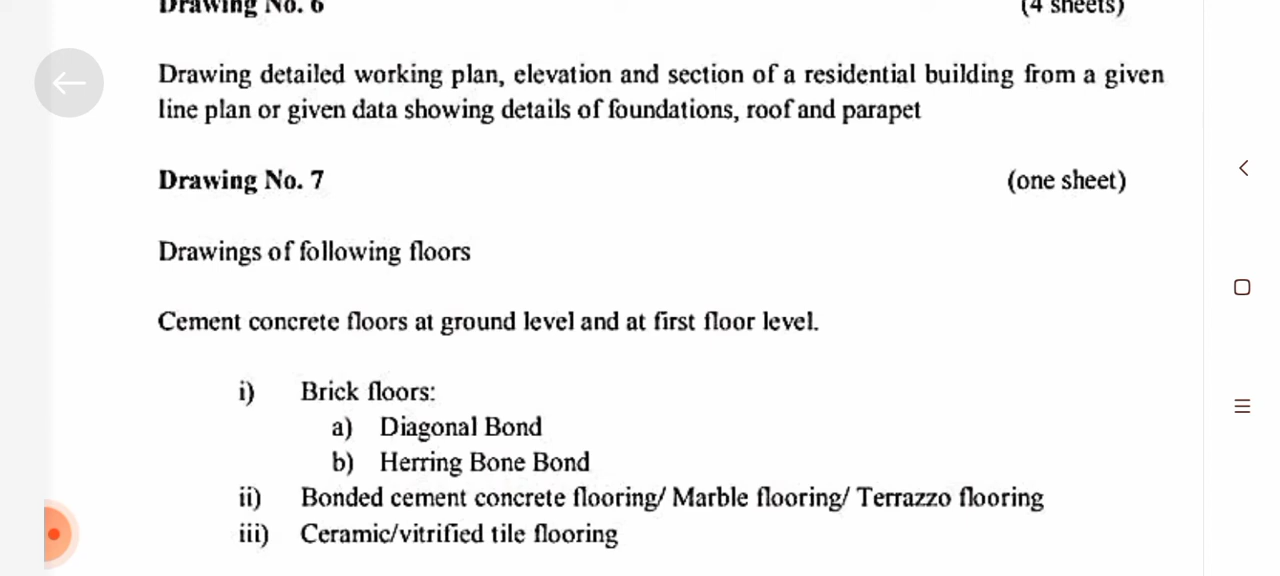 Drawing No. 6 (4 sheets)
Drawing detailed working plan, elevation and section of a residential building from a given
line plan or given data showing details of foundations, roof and parapet
Drawing No. 7 (one sheet)
Drawings of following floors
Cement concrete floors at ground level and at first floor level.
i) Brick floors:
a) Diagonal Bond
b) Herring Bone Bond
ii) Bonded cement concrete flooring/ Marble flooring/ Terrazzo flooring
iii) Ceramic/vitrified tile flooring